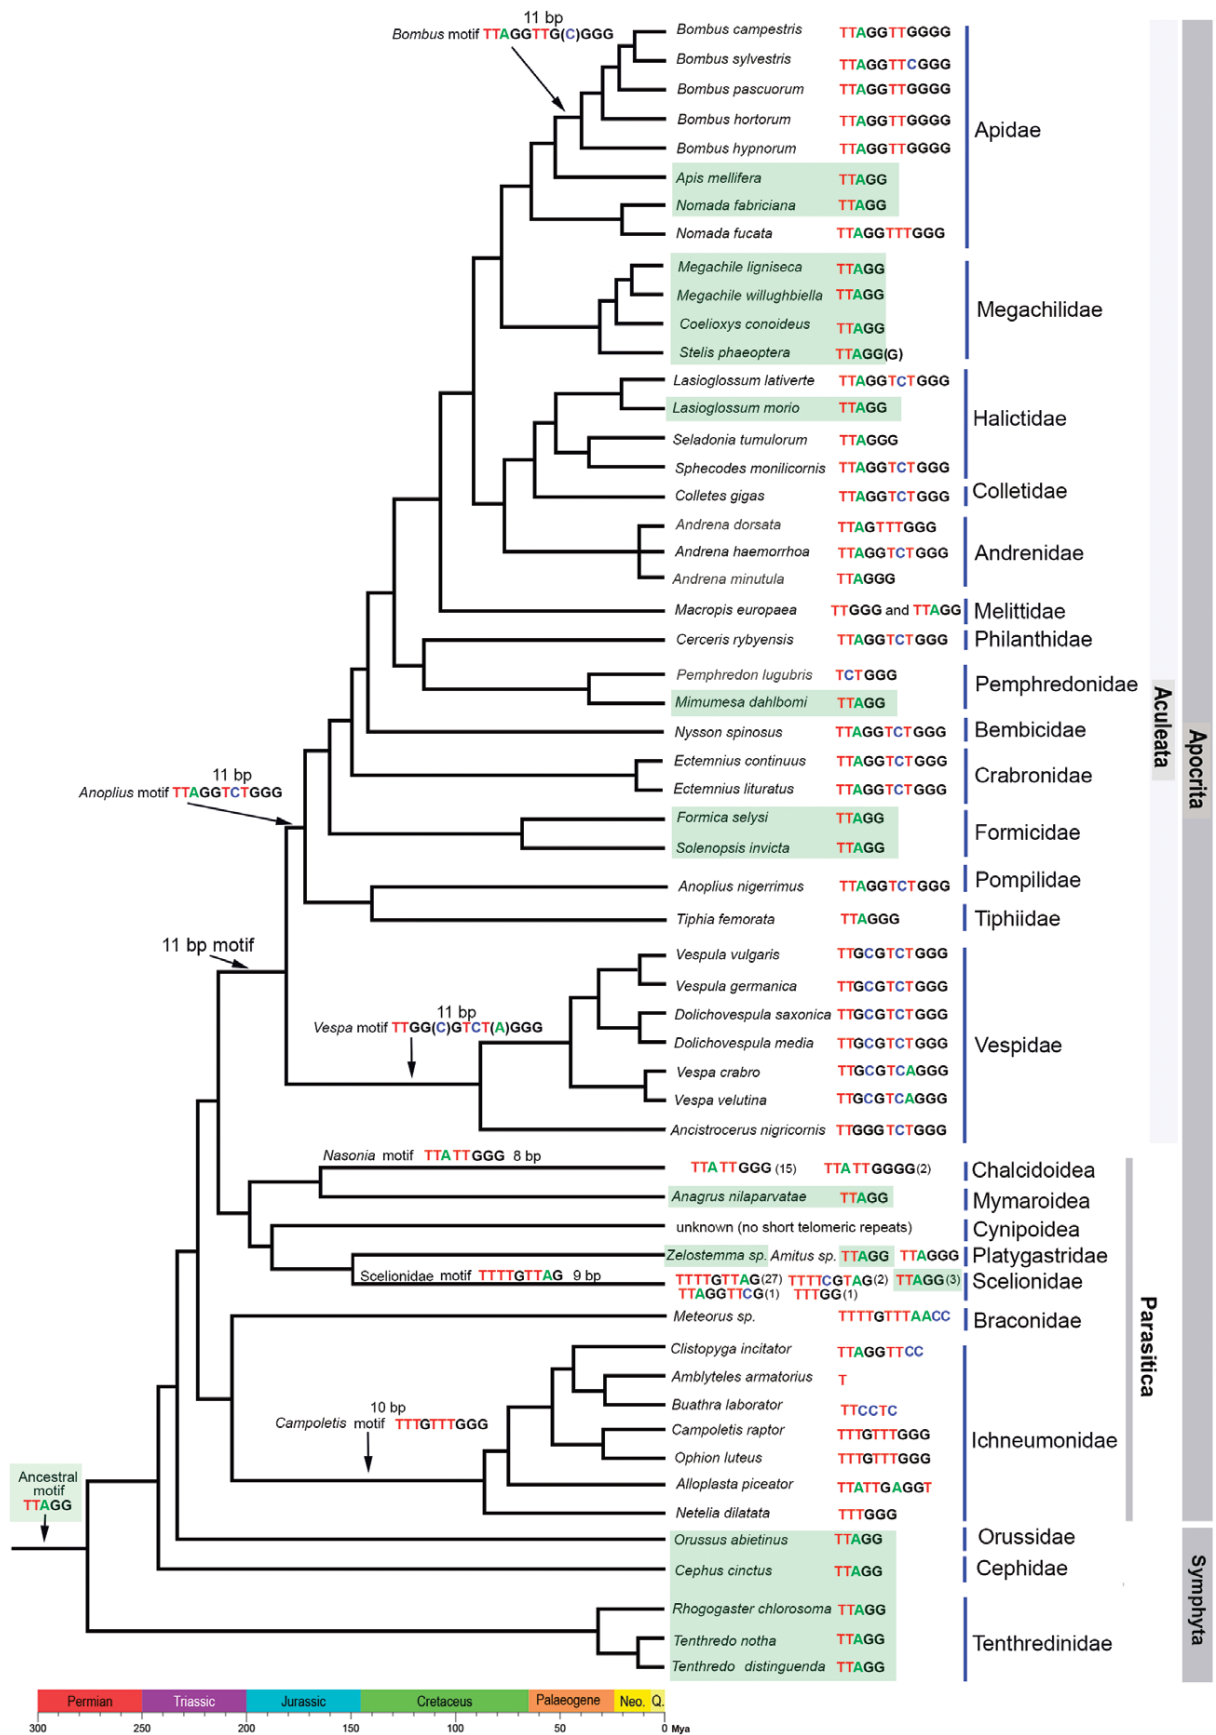 11 bp
Bombus motif TTAGGTTG(C)GGG
Bombus campestris TTAGGTTGGGG
Bombus sylvestris TTAGGTTCGGG
Bombus pascuorum TTAGGTTGGGG
Bombus hortorum TTAGGTTGGGG
Apidae
Bombus hypnorum TTAGGTTGGGG
Apis mellifera TTAGG
Nomada fabriciana TTAGG
Nomada fucata TTAGGTTTGGG
Megachile ligniseca TTAGG
Megachile willughbiella TTAGG
Megachilidae
Coelioxys conoideus TTAGG
Stelis phaeoptera TTAGG(G)
Lasioglossum lativerte TTAGGTCTGGG
Lasioglossum morio TTAGG
Halictidae
Seladonia tumulorum TTAGGG
Sphecodes monilicornis TTAGGTCTGGG
Colletes gigas TTAGGTCTGGG Colletidae
Andrena dorsata TTAGTTTGGG
Andrena haemorrhoa TTAGGTCTGGG Andrenidae
Andrena minutula TTAGGG
Macropis europaea TTGGG and TTAGG Melittidae
Cerceris rybyensis TTAGGTCTGGG Philanthidae
Pemphredon lugubris TCTGGG
Pemphredonidae
Mimumesa dahlbomi TTAGG
Nysson spinosus TTAGGTCTGGG Bembicidae
Ectemnius continuus TTAGGTCTGGG
Crabronidae
Ectemnius lituratus TTAGGTCTGGG
11 bp
Anoplius motif TTAGGTCTGGG
Formica selysi TTAGG
Formicidae
Solenopsis invicta TTAGG
Anoplius nigerrimus TTAGGTCTGGG Pompilidae
Tiphia femorata TTAGGG Tiphiidae
11 bp motif
Vespula vulgaris TTGCGTCTGGG
Vespula germanica TTGCGTCTGGG
11 bp
Vespa motif TTGG(C)GTCT(A)GGG
Dolichovespula saxonica TTGCGTCTGGG
Dolichovespula media TTGCGTCTGGG
Vespidae
Vespa crabro TTGCGTCAGGG
Vespa velutina TTGCGTCAGGG
Ancistrocerus nigricornis TTGGGTCTGGG
Aculeata
Nasonia motif TTATTGGG 8 bp
TTATTGGG (15) TTATTGGGG(2) Chalcidoidea
Anagrus nilaparvatae TTAGG Mymaroidea
unknown (no short telomeric repeats) Cynipoidea
Zelostemma sp. Amitus sp. TTAGG TTAGGG Platygastridae
Scelionidae motif TTTTGTTAG 9 bp
TTTTGTTAG(27) TTTTCGTAG(2) TTAGG(3) Scelionidae
TTAGGTTCG(1) TTTGG(1)
Meteorus sp. TTTTGTTTAACC Braconidae
Clistopyga incitator TTAGGTTCC
Amblyteles armatorius T
Buathra laborator TTCCTC
10 bp
Campoletis motif TTTGTTTGGG
Campoletis raptor TTTGTTTGGG
Ichneumonidae
Ophion luteus TTTGTTTGGG
Alloplasta piceator TTATTGAGGT
Netelia dilatata TTTGGG
Parasitica
Apocrita
Ancestral
motif
TTAGG
Orussus abietinus TTAGG Orussidae
Cephus cinctus TTAGG Cephidae
Rhogogaster chlorosoma TTAGG
Tenthredo notha TTAGG Tenthredinidae
Tenthredo distinguenda TTAGG
Symphyta
Permian Triassic Jurassic Cretaceus Palaeogene Neo. Q.
300 250 200 150 100 50 0 Mya